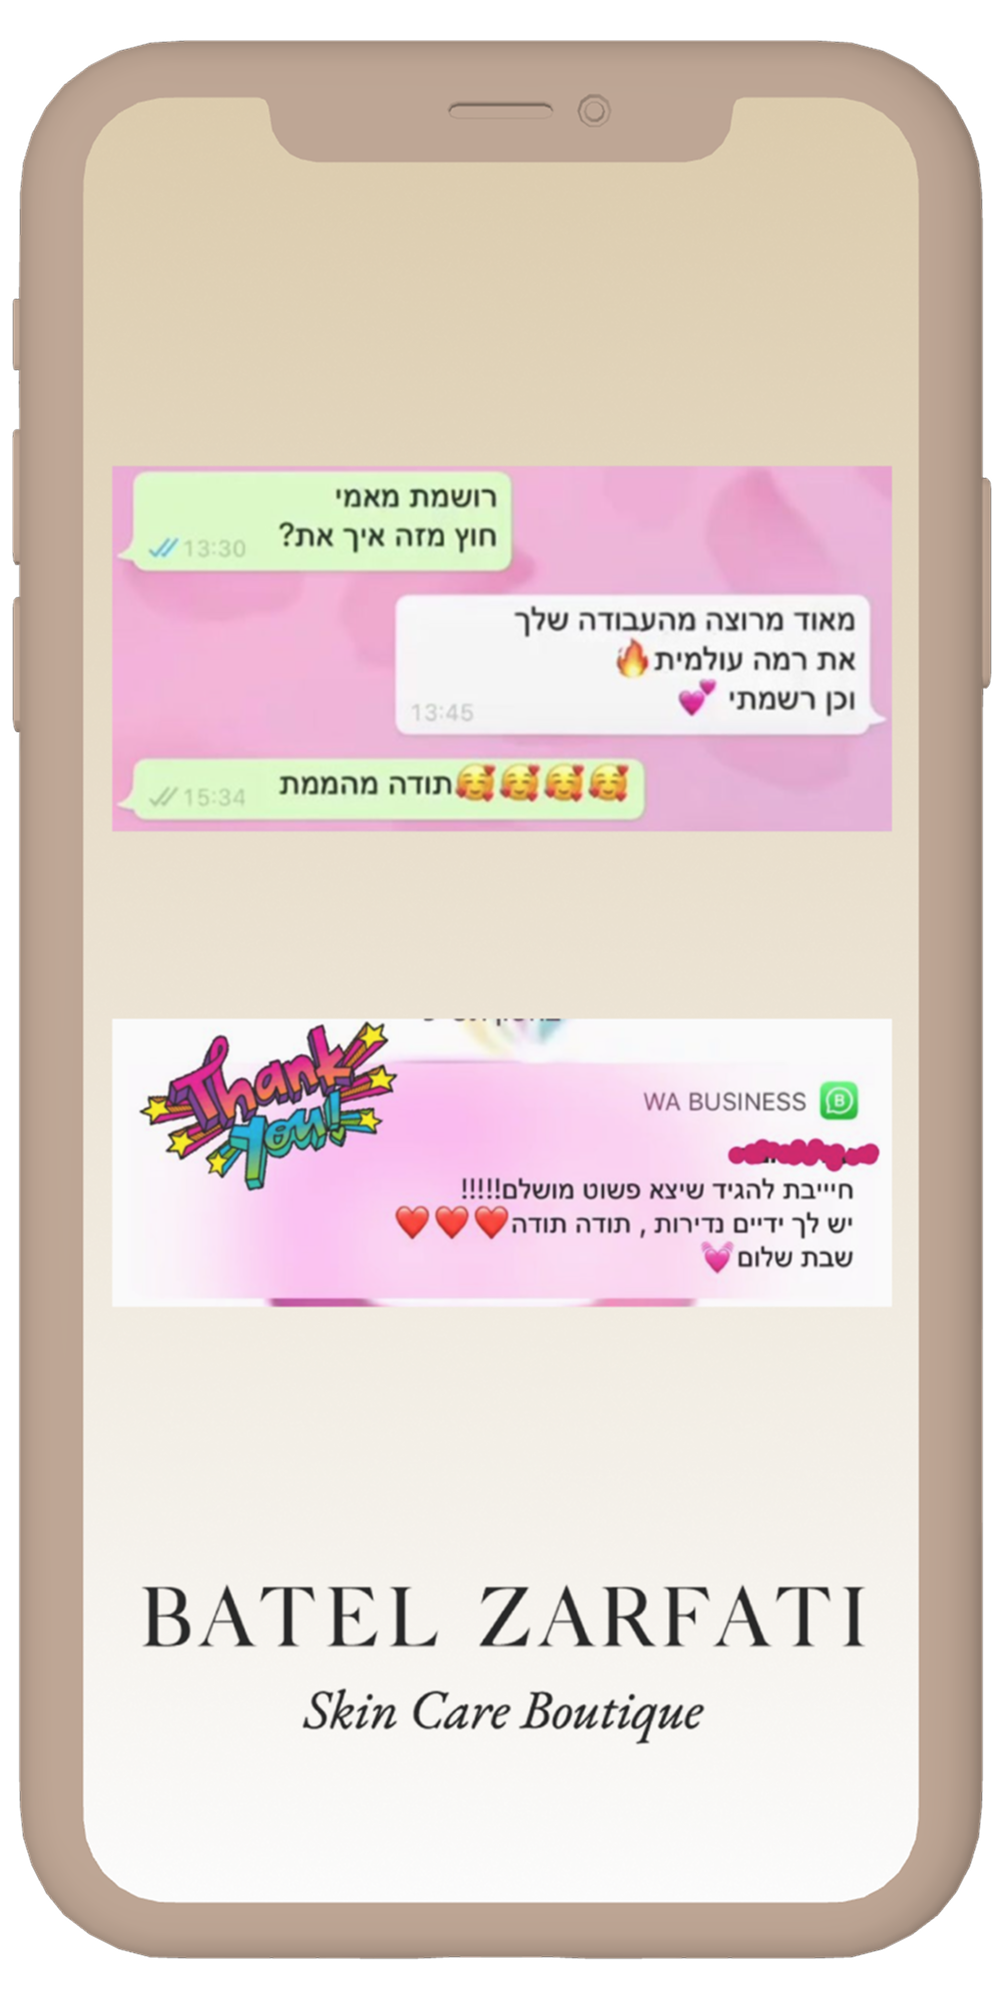 רושמת מאמי
חוץ מזה איך את?
13:30
מאוד מרוצה מהעבודה שלך
את רמה עולמית🔥
וכן רשמתי 💕
13:45
🥰🥰🥰🥰תודה מהממת
15:34
Thank
You!
WA BUSINESS
חיייבת להגיד שיצא פשוט מושלם!!!!!
יש לך ידיים נדירות , תודה תודה❤️❤️❤️
שבת שלום💓
BATEL ZARFATI
Skin Care Boutique